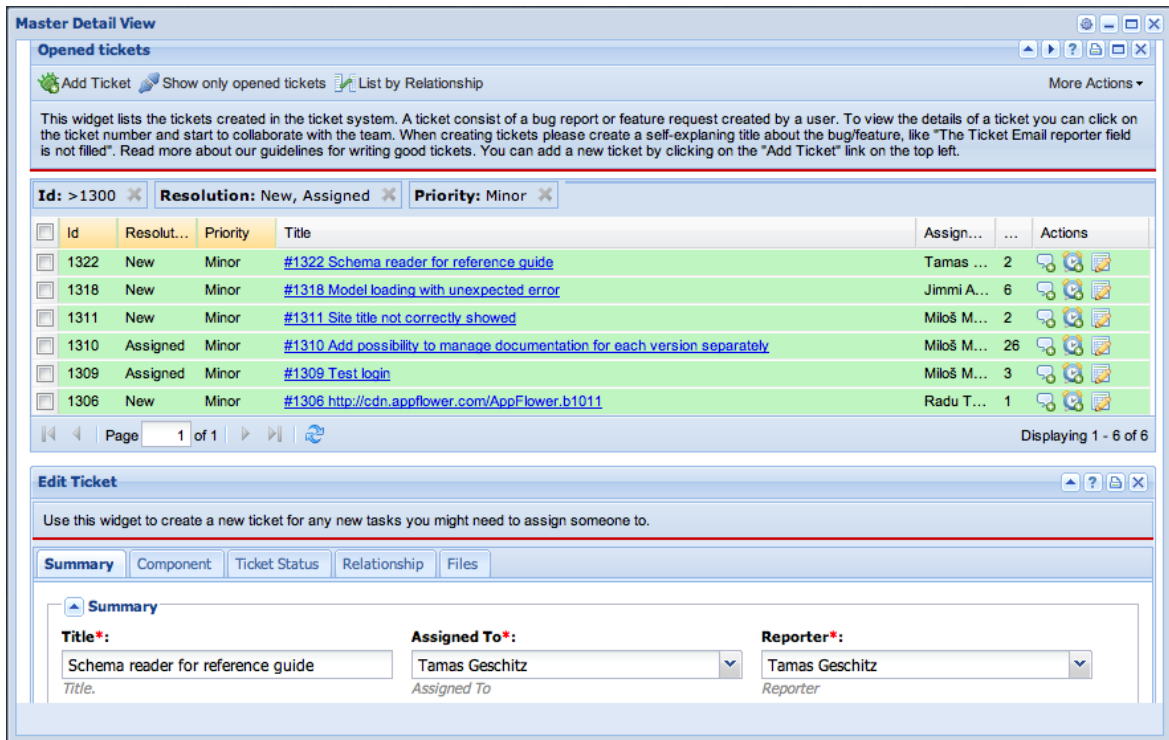 Master Detail View
Opened tickets
Add Ticket Show only opened tickets List by Relationship More Actions
This widget lists the tickets created in the ticket system. A ticket consist of a bug report or feature request created by a user. To view the details of a ticket you can click on
the ticket number and start to collaborate with the team. When creating tickets please create a self-explaning title about the bug/feature, like "The Ticket Email reporter field
is not filled". Read more about our guidelines for writing good tickets. You can add a new ticket by clicking on the "Add Ticket" link on the top left.
Id: >1300 Resolution: New, Assigned Priority: Minor
Id Resolut... Priority Title Assign... ... Actions
1322 New Minor #1322 Schema reader for reference guide Tamas ... 2
1318 New Minor #1318 Model loading with unexpected error Jimmi A... 6
1311 New Minor #1311 Site title not correctly showed Miloš M... 2
1310 Assigned Minor #1310 Add possibility to manage documentation for each version separately Miloš M... 26
1309 Assigned Minor #1309 Test login Miloš M... 3
1306 New Minor #1306 http://cdn.appflower.com/AppFlower.b1011 Radu T... 1
Page 1 of 1 Displaying 1 - 6 of 6
Edit Ticket
Use this widget to create a new ticket for any new tasks you might need to assign someone to.
Summary Component Ticket Status Relationship Files
Summary
Title*: Assigned To*: Reporter*:
Schema reader for reference guide Tamas Geschitz Tamas Geschitz
Title. Assigned To Reporter